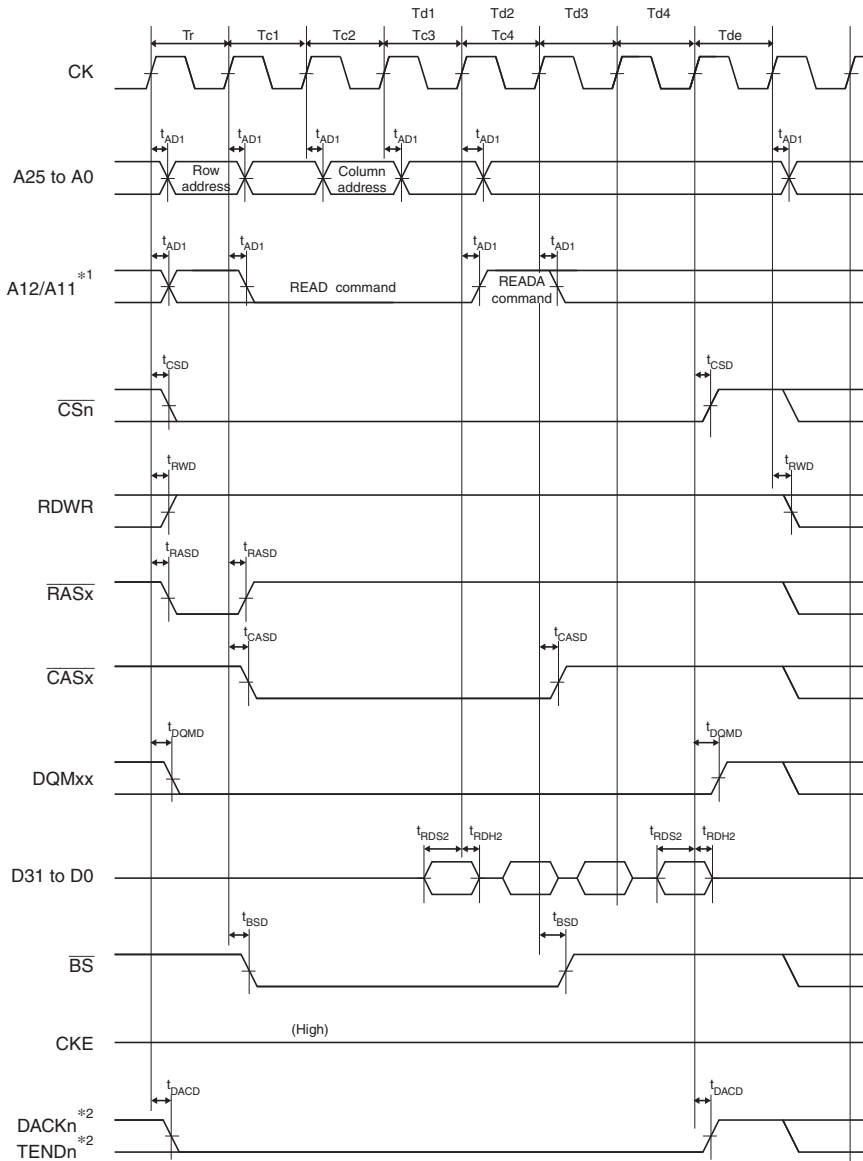 Td1 Td2 Td3 Td4
Tr Tc1 Tc2 Tc3 Tc4 Tde
CK
tAD1 tAD1 tAD1 tAD1 tAD1 tAD1
A25 to A0
Row address
Column address
tAD1 tAD1 tAD1 tAD1
A12/A11*1
READ command
READA command
tCSD tCSD
CSn
tRWD tRWD
RDWR
tRASD tRASD
RASx
tCASD tCASD
CASx
tDQMD tDQMD
DQMxx
tRDS2 tRDH2 tRDS2 tRDH2
D31 to D0
tBSD tBSD
BS
(High)
CKE
tDACD tDACD
DACKn*2
TENDn*2